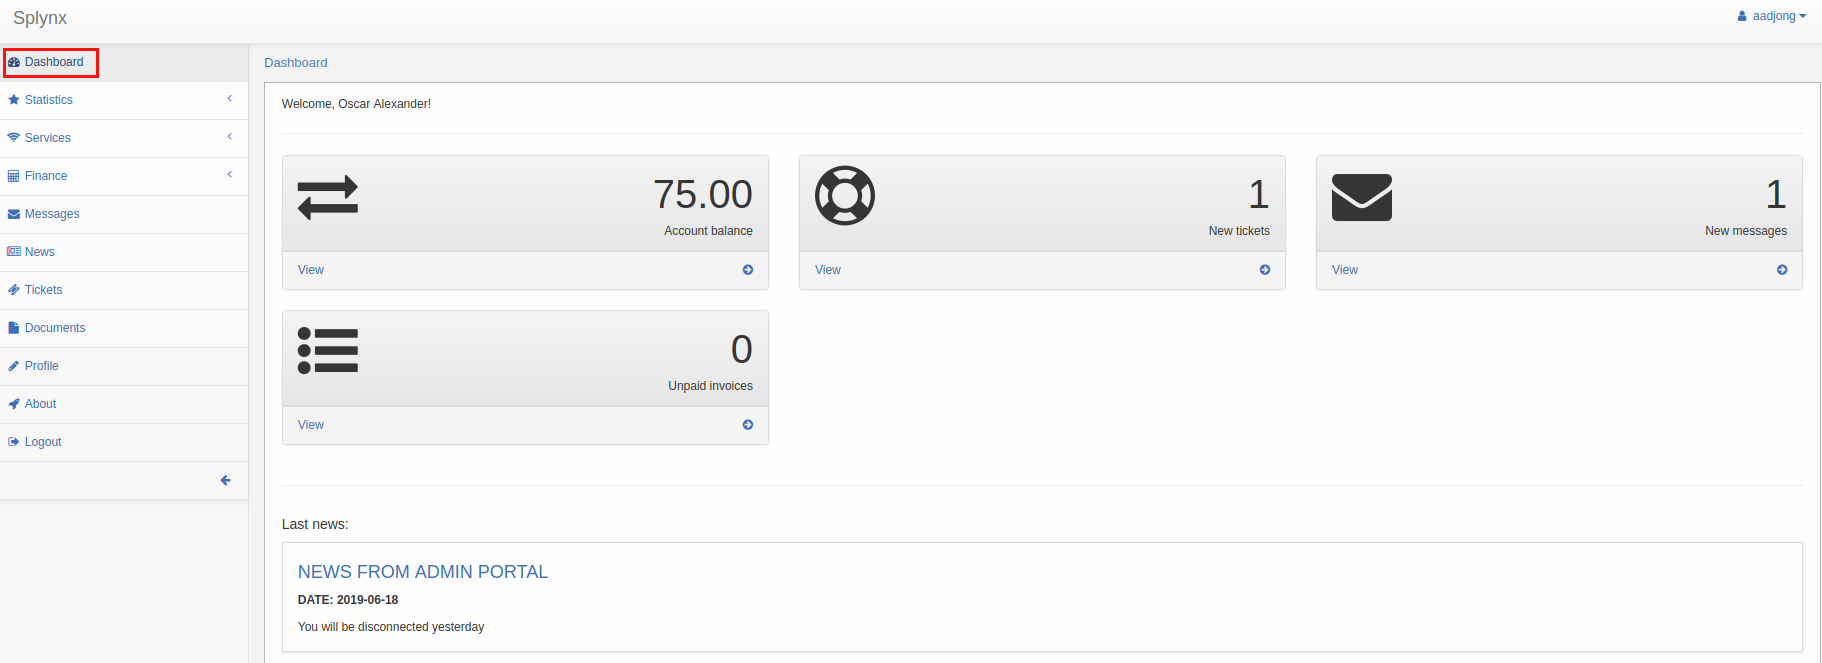 Splynx
aadjong
Dashboard
Statistics
Services
Finance
Messages
News
Tickets
Documents
Profile
About
Logout
Dashboard
Welcome, Oscar Alexander!
75.00
Account balance
View
1
New tickets
View
1
New messages
View
0
Unpaid invoices
View
Last news:
NEWS FROM ADMIN PORTAL
DATE: 2019-06-18
You will be disconnected yesterday